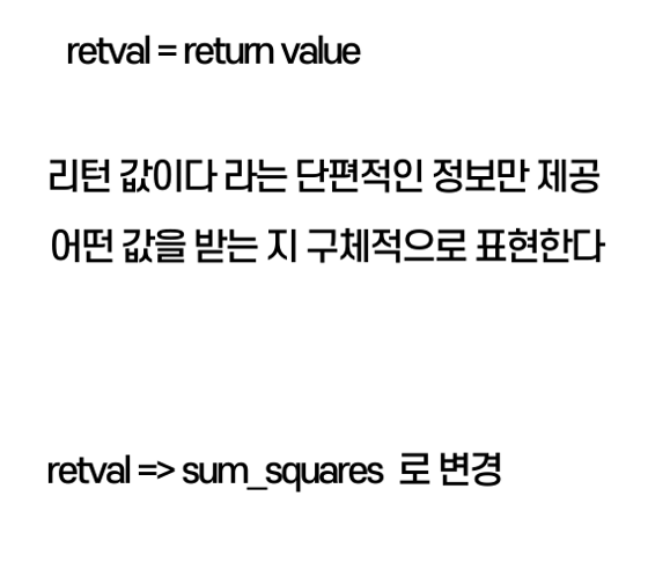 retval = return value
리턴 값이다 라는 단편적인 정보만 제공
어떤 값을 받는 지 구체적으로 표현한다
retval => sum_squares 로 변경